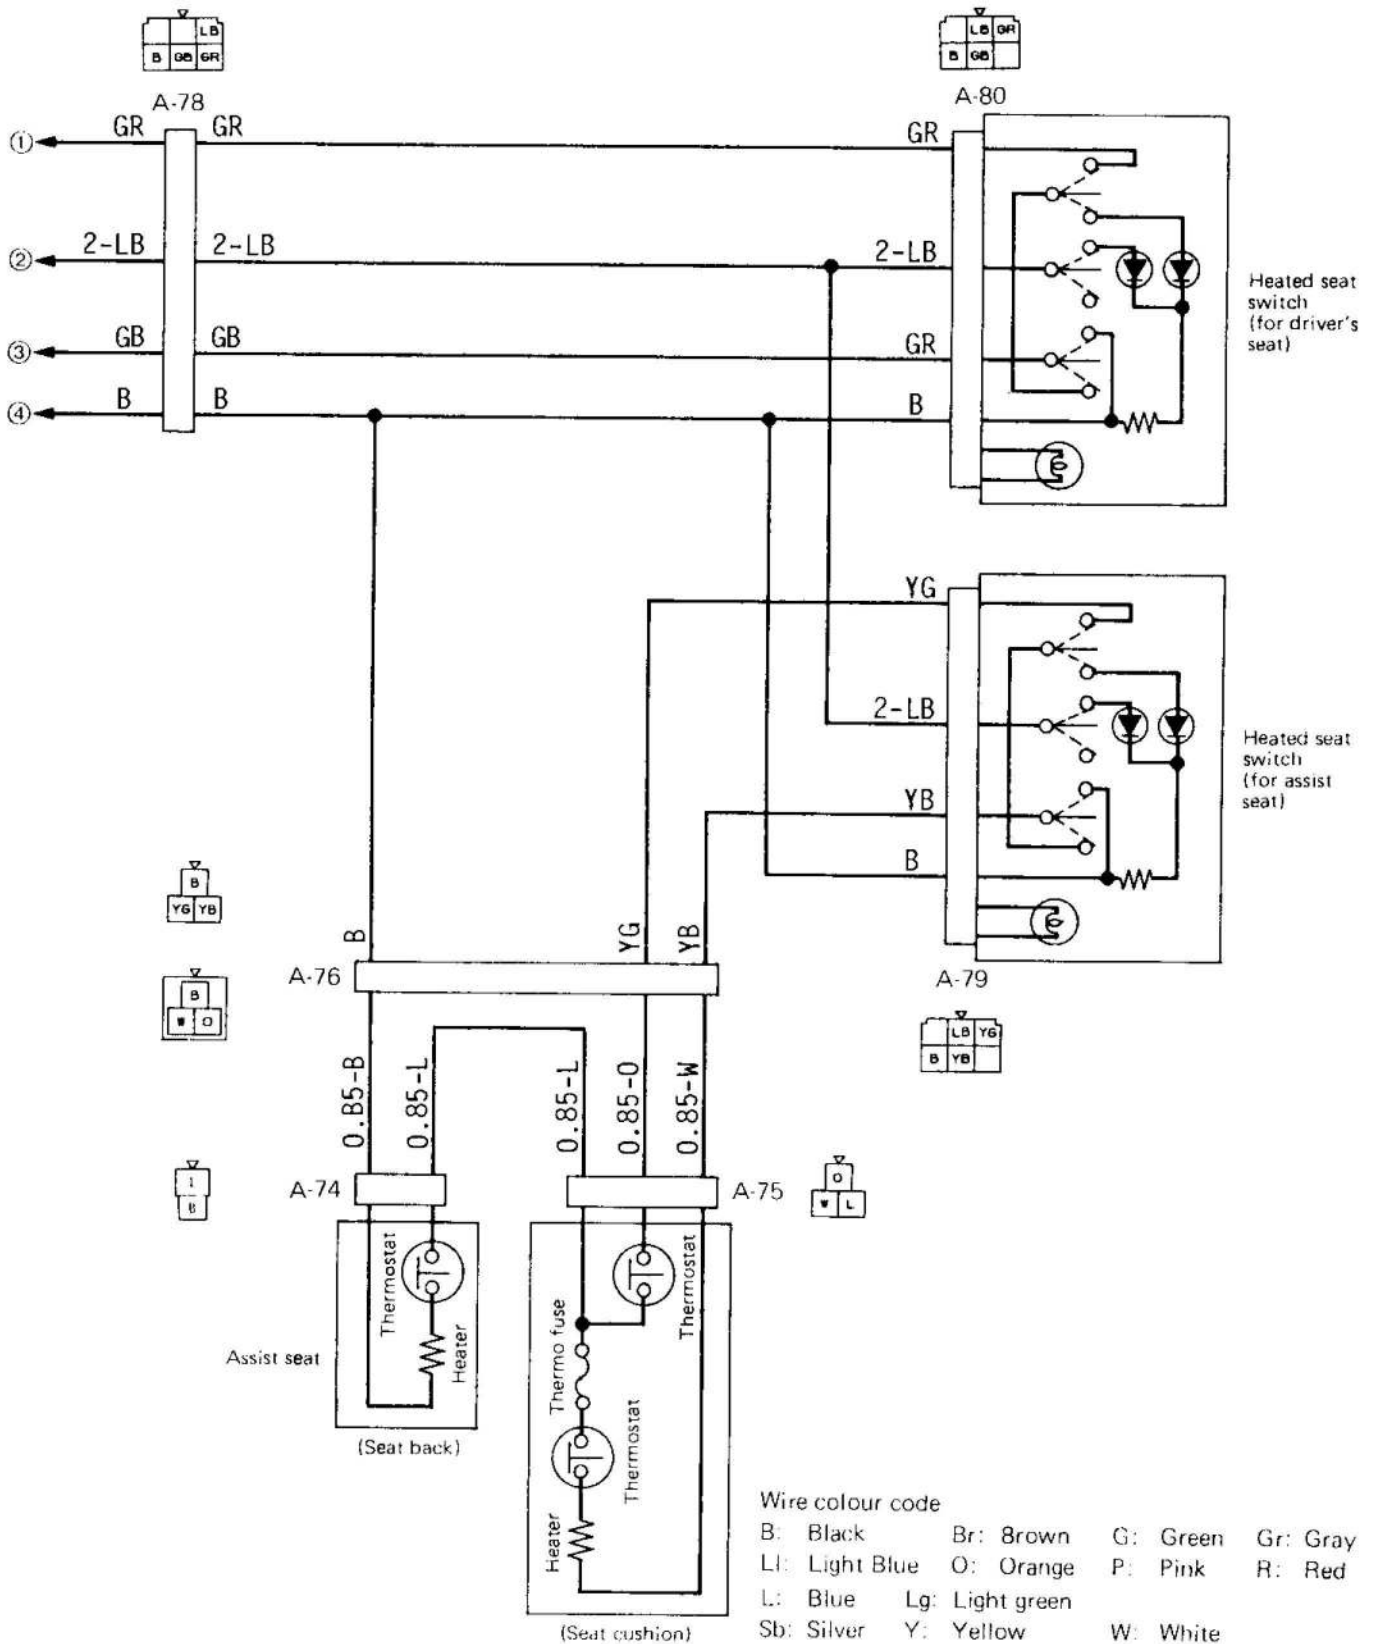 LB
B GB GR
A-78
LB GR
B GB
A-80
① GR GR GR
② 2-LB 2-LB 2-LB
③ GB GB GR
④ B B B
Heated seat
switch
(for driver's
seat)
YG
2-LB
YB
B
Heated seat
switch
(for assist
seat)
A-79
LB YG
B YB
B
YG YB
B YG YB
A-76
B
W O
0.B5-B
0.85-L
0.85-L
0.85-O
0.85-W
B
A-74
A-75
O
W L
Thermostat
Heater
Assist seat
(Seat back)
Thermostat
Thermo fuse
Thermostat
Heater
(Seat cushion)
Wire colour code
B: Black Br: Brown G: Green Gr: Gray
Ll: Light Blue O: Orange P: Pink R: Red
L: Blue Lg: Light green
Sb: Silver Y: Yellow W: White